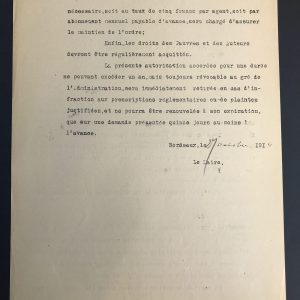 nécessaire, soit au taux de cinq francs par agent, soit par
abonnement mensuel payable d'avance, sera chargé d'assurer
le maintien de l'ordre;
Enfin, les droits des Pauvres et des auteurs
devront être régulièrement acquittés.
La présente autorisation accordée pour une durée
ne pouvant excéder un an, mais toujours révocable au gré de
l'Administration, sera immédiatement retirée en cas d'in-
fraction aux prescriptions réglementaires ou de plaintes
justifiées, et ne pourra être renouvelée à son expiration,
que sur une demande présentée quinze jours au moins à
l'avance.
Bordeaux, le 191
Le Maire,